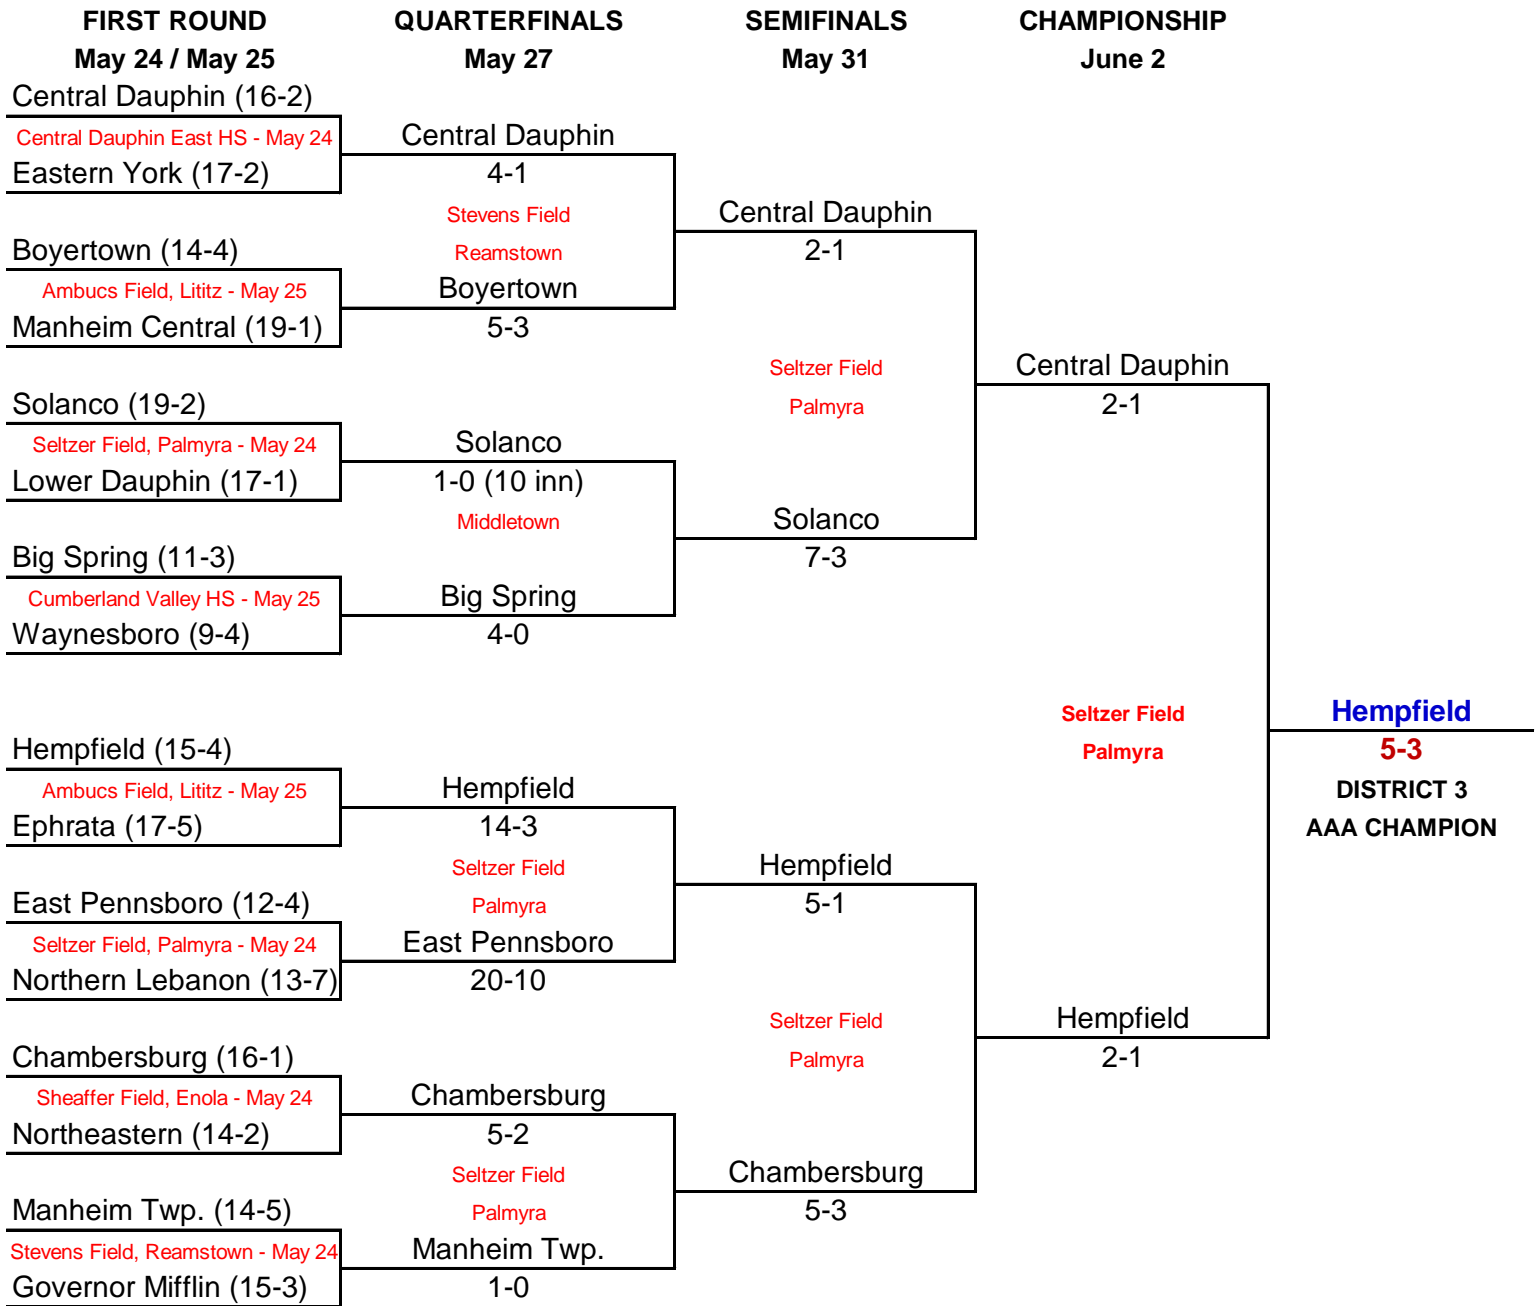 FIRST ROUND
May 24 / May 25
Central Dauphin (16-2)
Central Dauphin East HS - May 24
Eastern York (17-2)
Boyertown (14-4)
Ambucs Field, Lititz - May 25
Manheim Central (19-1)
Solanco (19-2)
Seltzer Field, Palmyra - May 24
Lower Dauphin (17-1)
Big Spring (11-3)
Cumberland Valley HS - May 25
Waynesboro (9-4)
Hempfield (15-4)
Ambucs Field, Lititz - May 25
Ephrata (17-5)
East Pennsboro (12-4)
Seltzer Field, Palmyra - May 24
Northern Lebanon (13-7)
Chambersburg (16-1)
Sheaffer Field, Enola - May 24
Northeastern (14-2)
Manheim Twp. (14-5)
Stevens Field, Reamstown - May 24
Governor Mifflin (15-3)
QUARTERFINALS
May 27
Central Dauphin
4-1
Stevens Field
Reamstown
Boyertown
5-3
Solanco
1-0 (10 inn)
Middletown
Big Spring
4-0
Hempfield
14-3
Seltzer Field
Palmyra
East Pennsboro
20-10
Chambersburg
5-2
Seltzer Field
Palmyra
Manheim Twp.
1-0
SEMIFINALS
May 31
Central Dauphin
2-1
Seltzer Field
Palmyra
Solanco
7-3
Hempfield
5-1
Seltzer Field
Palmyra
Chambersburg
5-3
CHAMPIONSHIP
June 2
Central Dauphin
2-1
Seltzer Field
Palmyra
Hempfield
2-1
Hempfield
5-3
DISTRICT 3
AAA CHAMPION